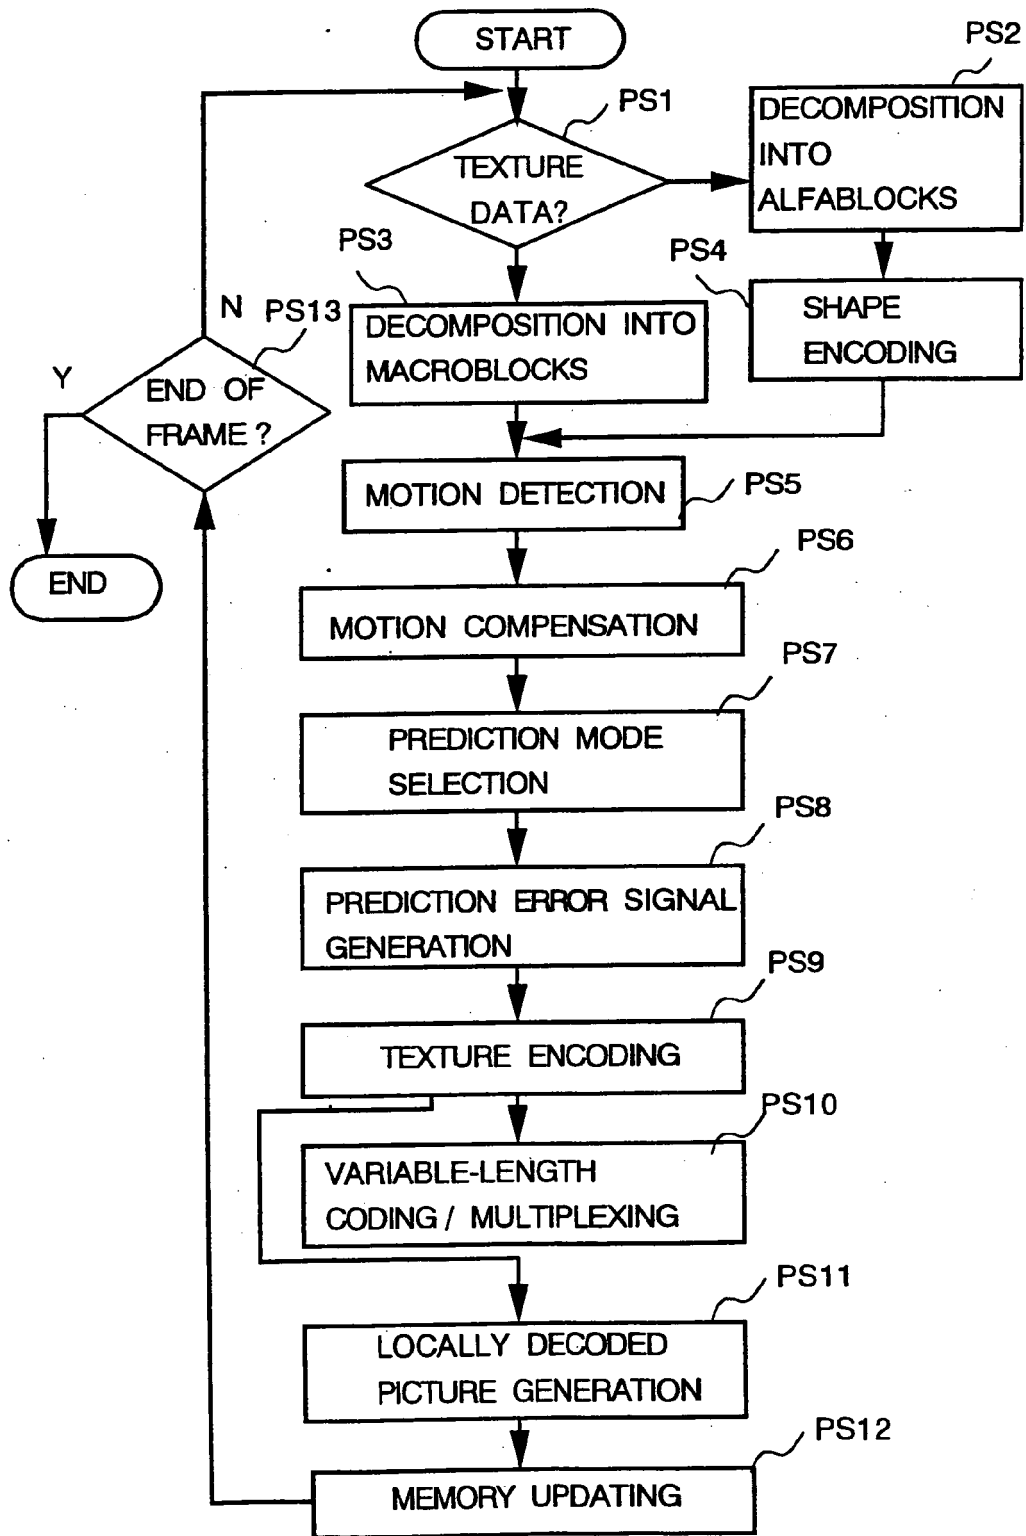 START
PS2
PS1
DECOMPOSITION
INTO
ALFABLOCKS
TEXTURE
DATA?
PS3
PS4
N
PS13
DECOMPOSITION INTO
MACROBLOCKS
SHAPE
ENCODING
Y
END OF
FRAME?
MOTION DETECTION
PS5
PS6
END
MOTION COMPENSATION
PS7
PREDICTION MODE
SELECTION
PS8
PREDICTION ERROR SIGNAL
GENERATION
PS9
TEXTURE ENCODING
PS10
VARIABLE-LENGTH
CODING / MULTIPLEXING
PS11
LOCALLY DECODED
PICTURE GENERATION
PS12
MEMORY UPDATING